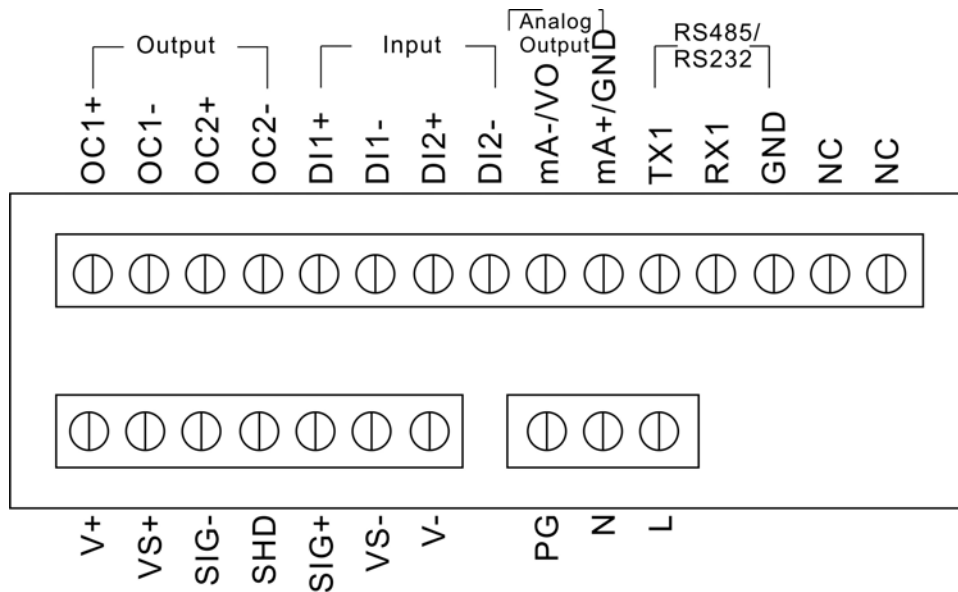 Output
Input
Analog
Output
RS485/
RS232
OC1+
OC1-
OC2+
OC2-
DI1+
DI1-
DI2+
DI2-
mA-/VO
mA+/GND
TX1
RX1
GND
NC
NC
V+
VS+
SIG-
SHD
SIG+
VS-
V-
PG
N
L